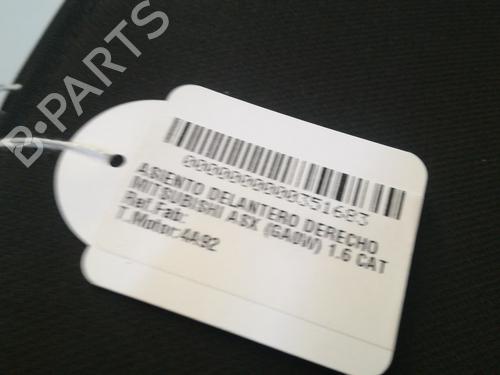 B-PARTS
0000000000351683
ASIENTO DELANTERO DERECHO
MITSUBISHI ASX (GA0W) 1.6 CAT
Ref.Fab:
T.Motor:4A92